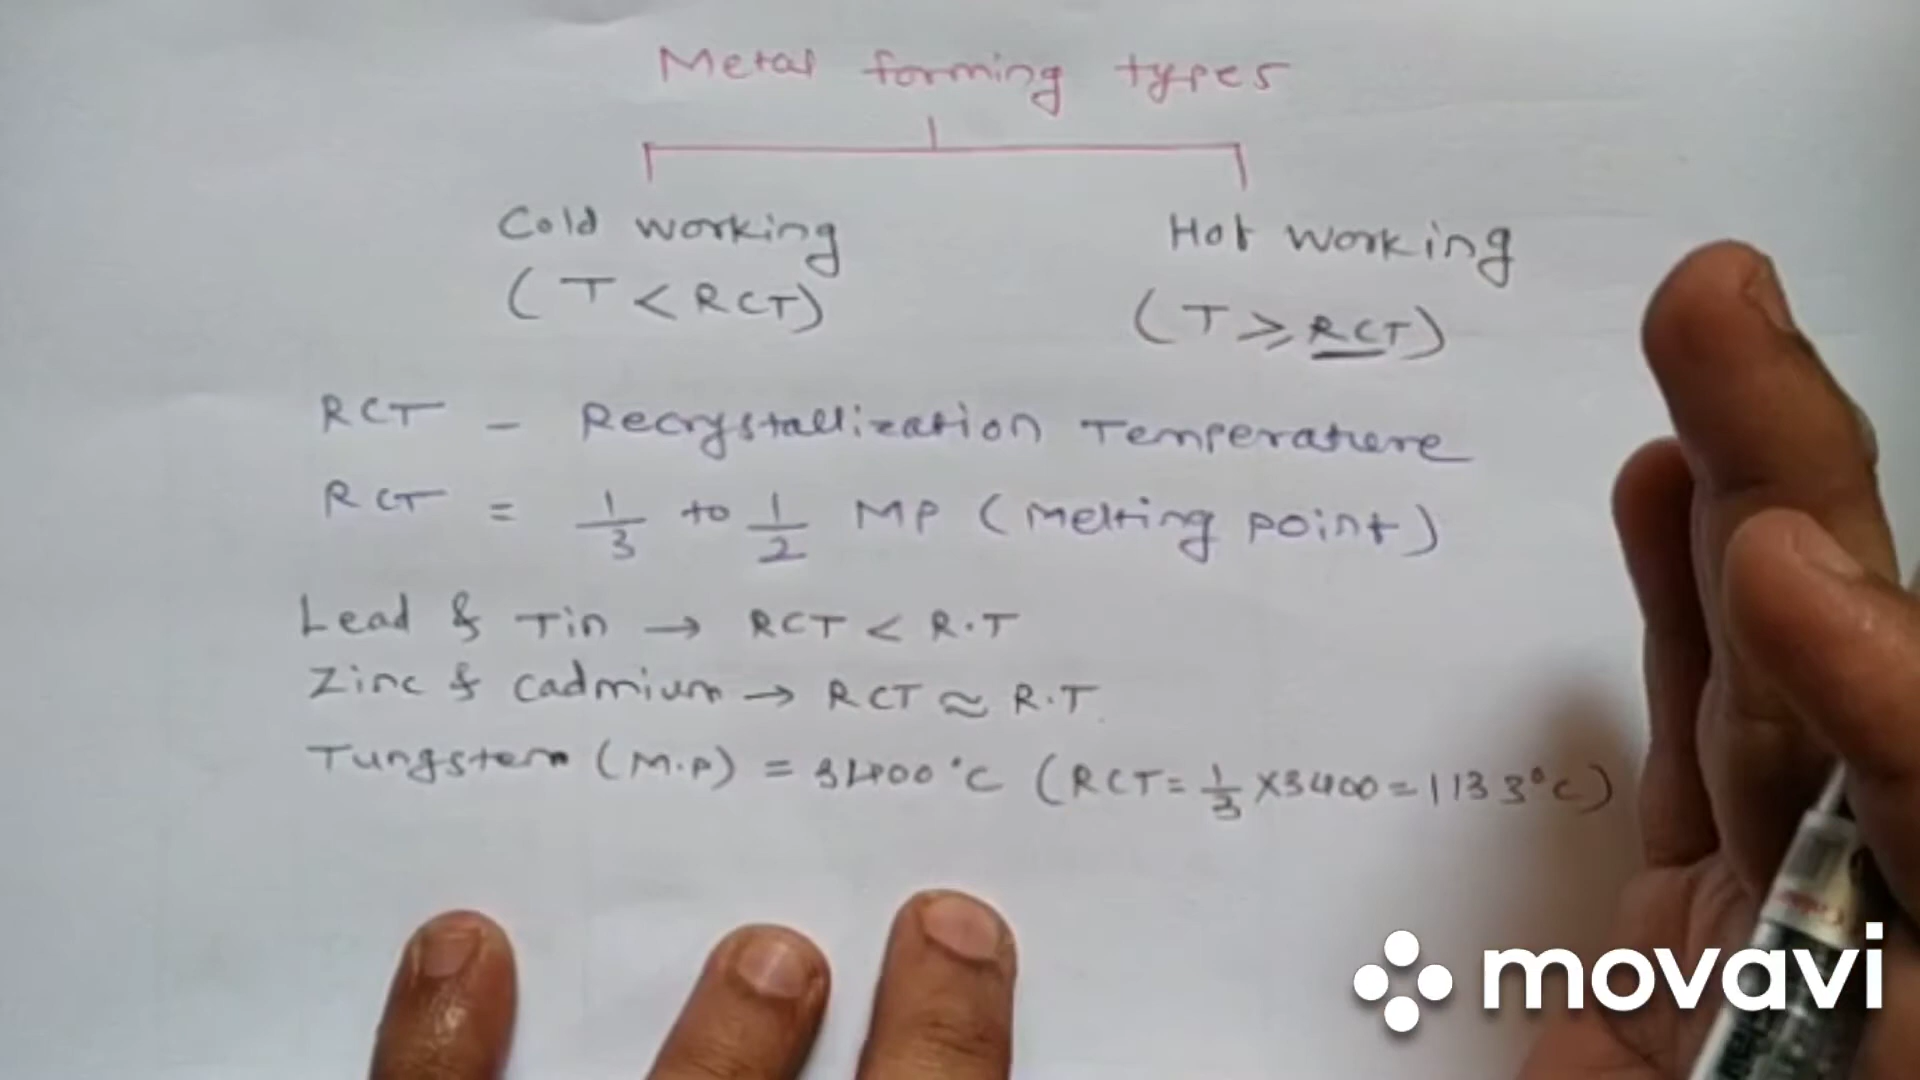 Metal forming types
Cold working
(T < RCT)
Hot working
(T ≥ RCT)
RCT - Recrystallization Temperature
RCT = 1/3 to 1/2 MP (Melting point)
Lead & Tin → RCT < R.T
Zinc & Cadmium → RCT ≈ R.T.
Tungsten (M.P) = 3400°C (RCT = 1/3 × 3400 = 1133°C)
movavi